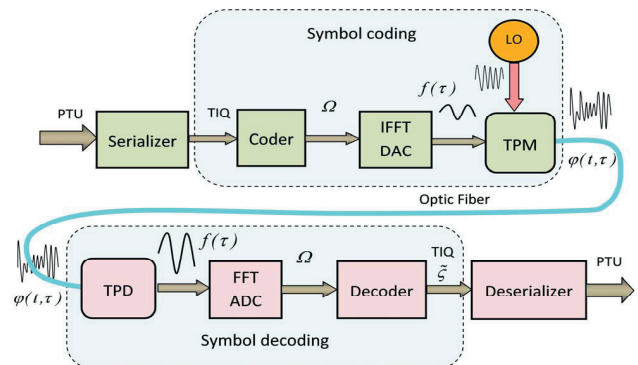 Symbol coding
LO
PTU
Serializer
TIQ
Coder
Ω
IFFT
DAC
f(τ)
TPM
φ(ι,τ)
Optic Fiber
φ(ι,τ)
TPD
f(τ)
FFT
ADC
Ω
Decoder
TIQ
ξ̃
Deserializer
PTU
Symbol decoding